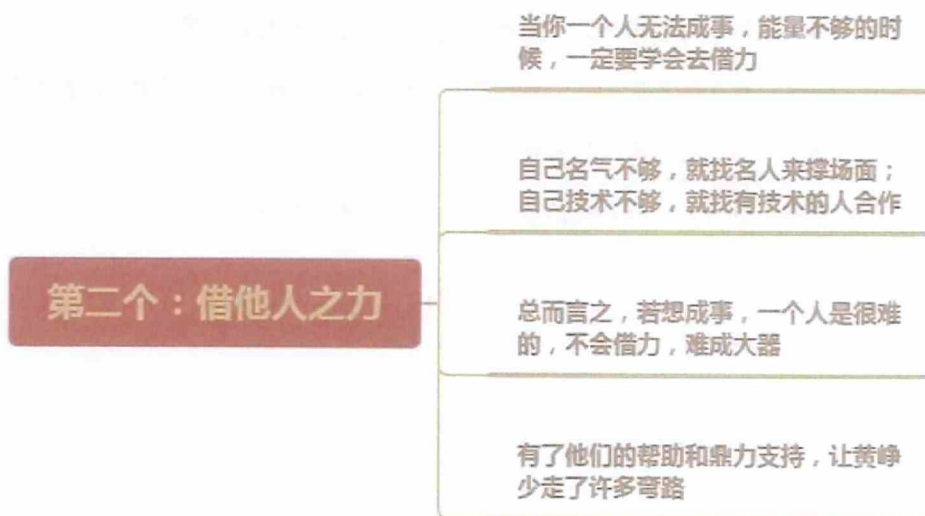 当你一个人无法成事，能量不够的时
候，一定要学会去借力
自己名气不够，就找名人来撑场面；
自己技术不够，就找有技术的人合作
第二个：借他人之力
总而言之，若想成事，一个人是很难
的，不会借力，难成大器
有了他们的帮助和鼎力支持，让黄峥
少走了许多弯路